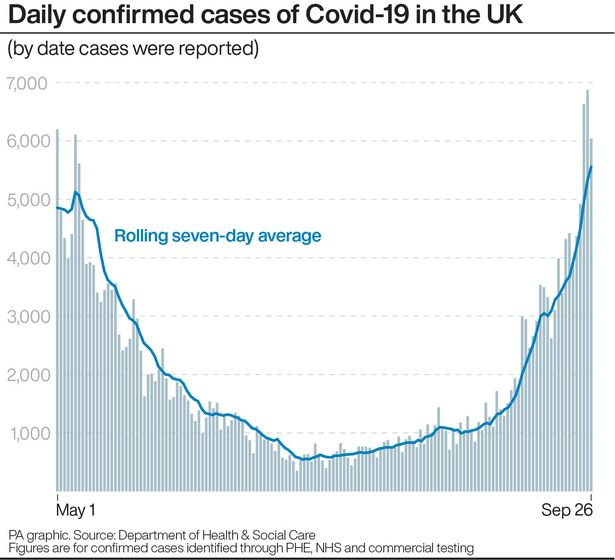 Daily confirmed cases of Covid-19 in the UK
(by date cases were reported)
7,000
6,000
5,000
Rolling seven-day average
4,000
3,000
2,000
1,000
May 1
Sep 26
PA graphic. Source: Department of Health & Social Care
Figures are for confirmed cases identified through PHE, NHS and commercial testing